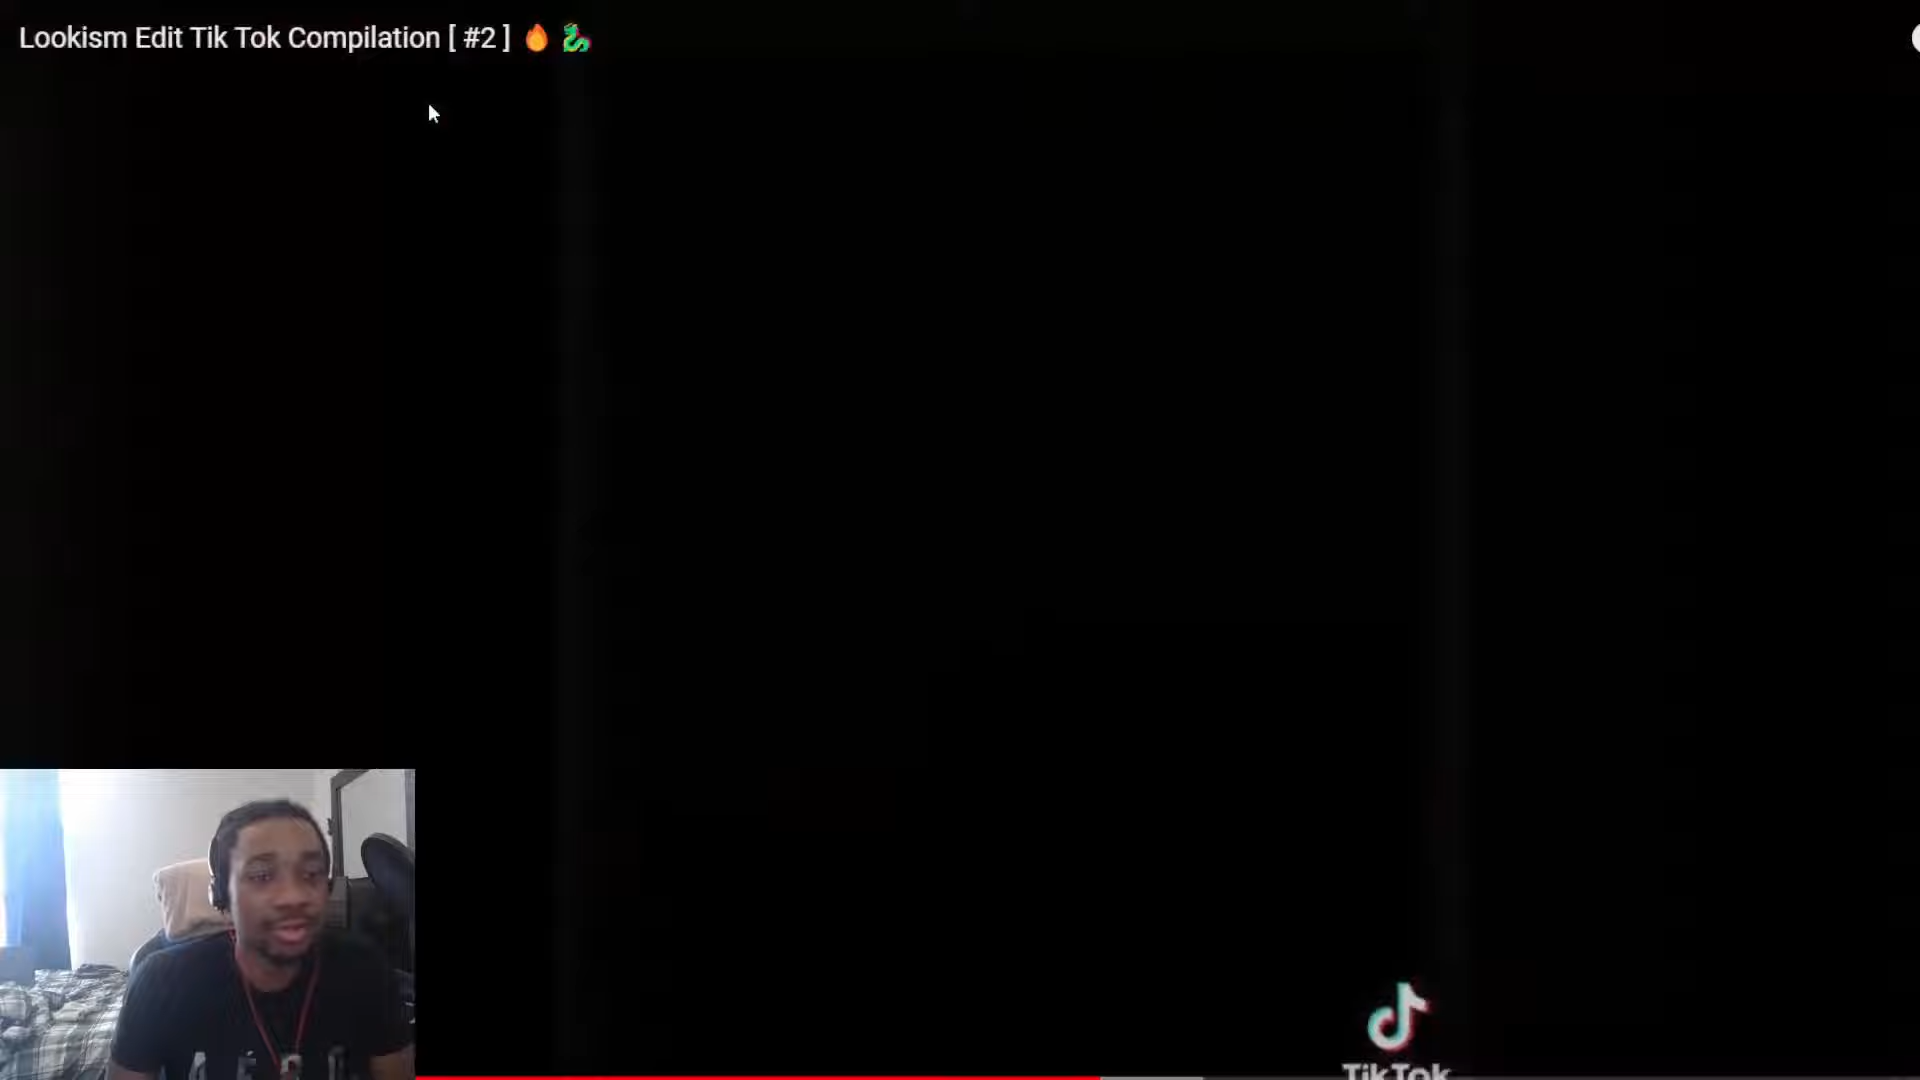 Lookism Edit Tik Tok Compilation [ #2 ] 🔥 🐉
TikTok